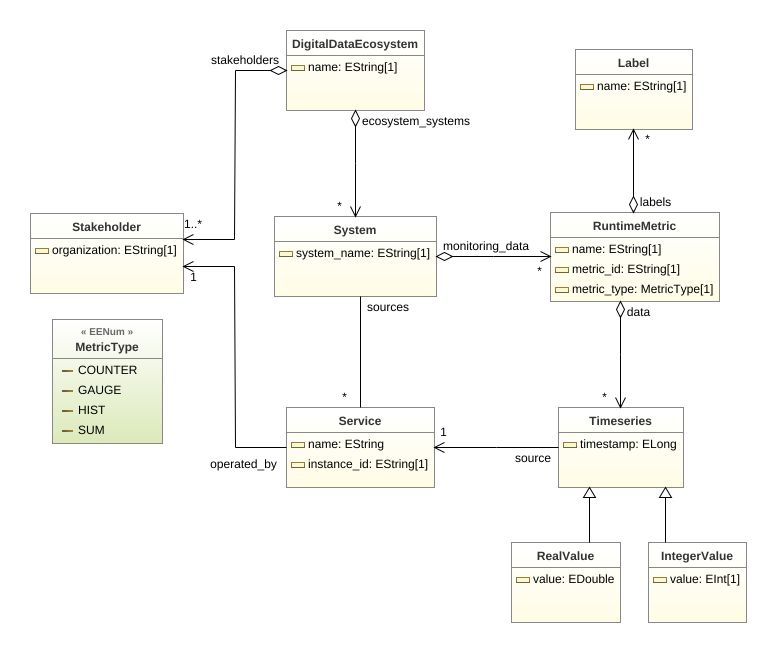 DigitalDataEcosystem
name: EString[1]
stakeholders
ecosystem_systems
*
Label
name: EString[1]
*
labels
Stakeholder
organization: EString[1]
1..*
1
System
system_name: EString[1]
monitoring_data
*
RuntimeMetric
name: EString[1]
metric_id: EString[1]
metric_type: MetricType[1]
data
*
sources
*
« EENum »
MetricType
COUNTER
GAUGE
HIST
SUM
Service
name: EString
instance_id: EString[1]
operated_by
1
source
Timeseries
timestamp: ELong
RealValue
value: EDouble
IntegerValue
value: EInt[1]